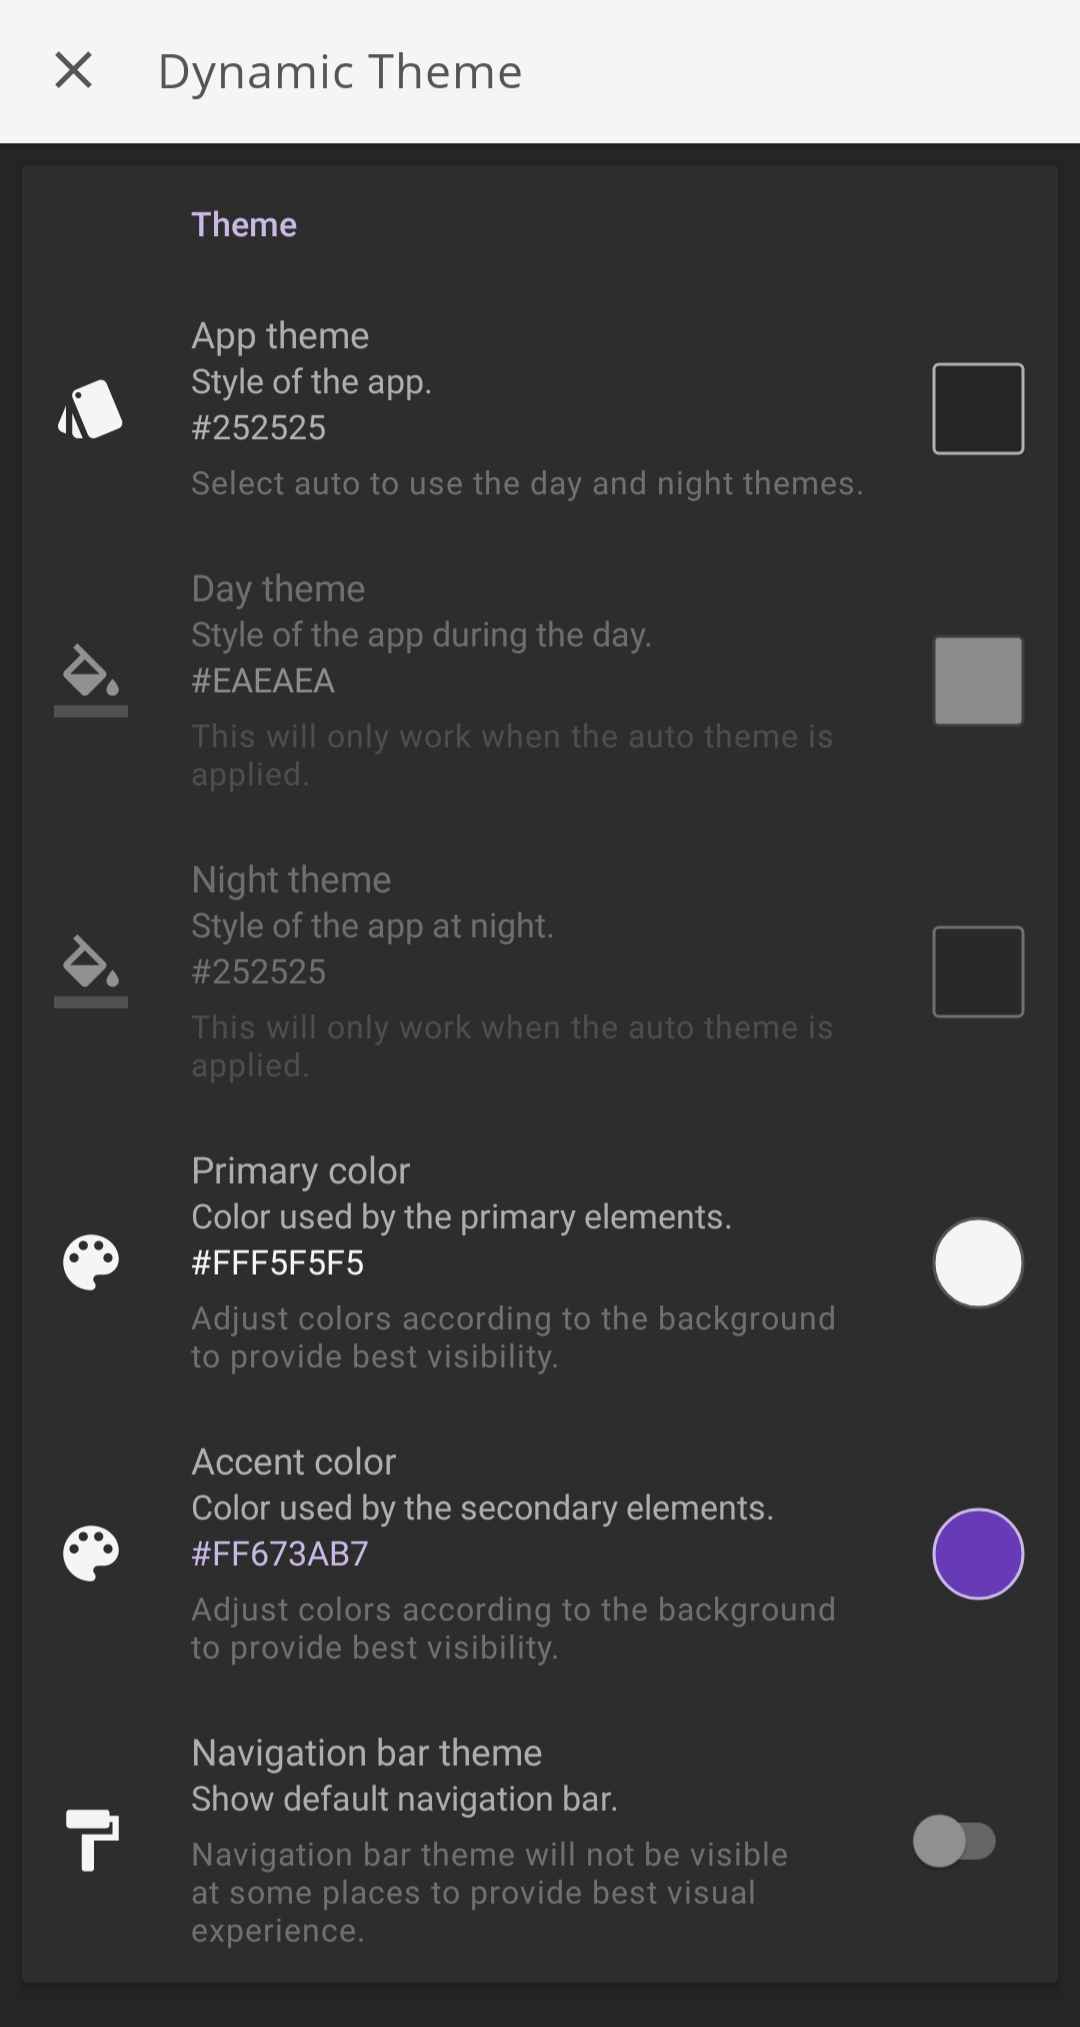 Dynamic Theme
Theme
App theme
Style of the app.
#252525
Select auto to use the day and night themes.
Day theme
Style of the app during the day.
#EAEAEA
This will only work when the auto theme is
applied.
Night theme
Style of the app at night.
#252525
This will only work when the auto theme is
applied.
Primary color
Color used by the primary elements.
#FFF5F5F5
Adjust colors according to the background
to provide best visibility.
Accent color
Color used by the secondary elements.
#FF673AB7
Adjust colors according to the background
to provide best visibility.
Navigation bar theme
Show default navigation bar.
Navigation bar theme will not be visible
at some places to provide best visual
experience.